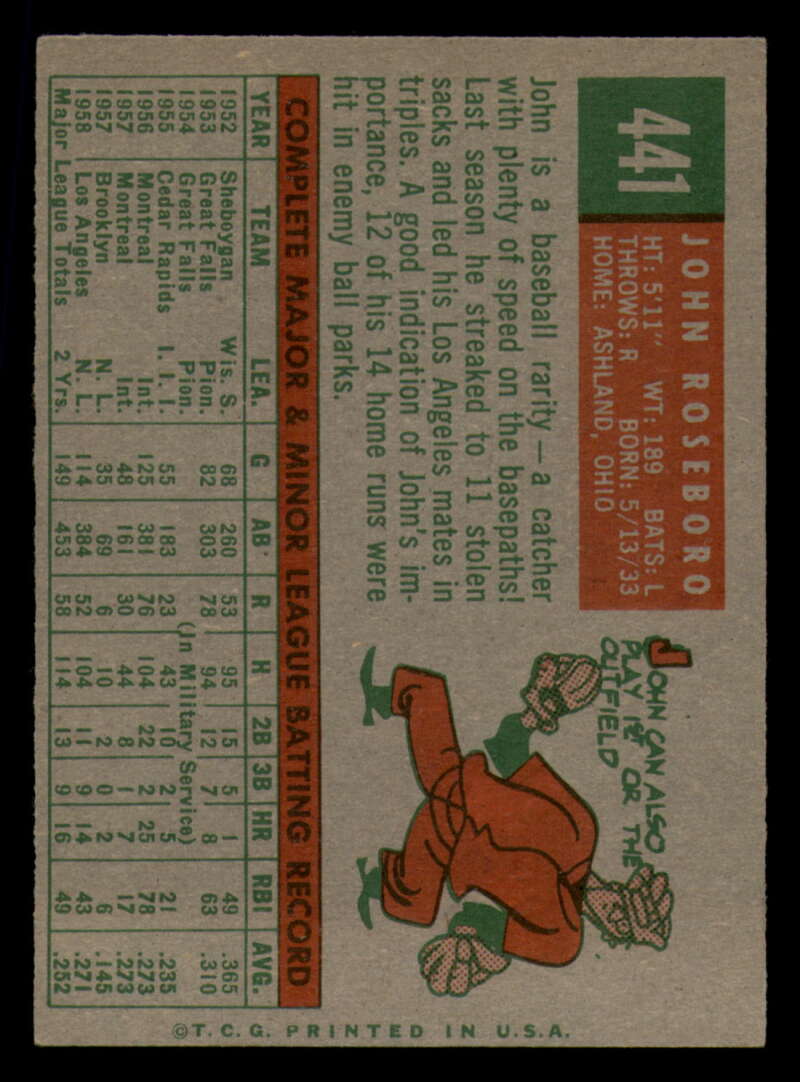 441
JOHN ROSEBORO
HT: 5'11" WT: 189 BATS: L
THROWS: R BORN: 5/13/33
HOME: ASHLAND, OHIO
John is a baseball rarity — a catcher
with plenty of speed on the basepaths!
Last season he streaked to 11 stolen
sacks and led his Los Angeles mates in
triples. A good indication of John's im-
portance, 12 of his 14 home runs were
hit in enemy ball parks.
JOHN CAN ALSO
PLAY 1ST OR THE
OUTFIELD
COMPLETE MAJOR & MINOR LEAGUE BATTING RECORD
YEAR TEAM LEA. G AB R H 2B 3B HR RBI AVG.
1952 Sheboygan Wis. S. 68 260 53 95 15 5 1 49 .365
1953 Great Falls Pion. 82 303 78 94 12 7 8 63 .310
1954 Great Falls Pion. (In Military Service)
1955 Cedar Rapids I. I. I. 55 183 23 43 10 2 5 21 .235
1956 Montreal Int. 125 381 76 104 22 2 25 78 .273
1957 Montreal Int. 48 161 30 44 8 1 7 17 .273
1957 Brooklyn N. L. 35 69 6 10 2 0 2 6 .145
1958 Los Angeles N. L. 114 384 52 104 11 9 14 43 .271
Major League Totals 2 Yrs. 149 453 58 114 13 9 16 49 .252
©T. C. G. PRINTED IN U.S.A.